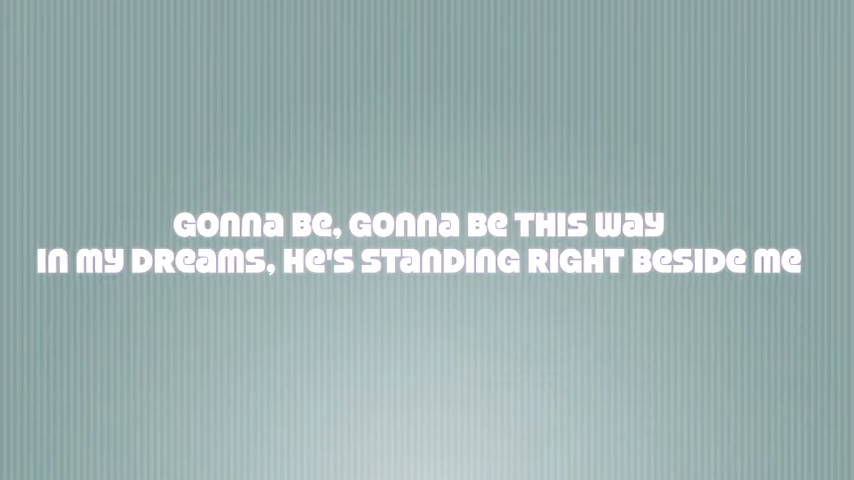 Gonna be, gonna be this way
In my dreams, he's standing right beside me